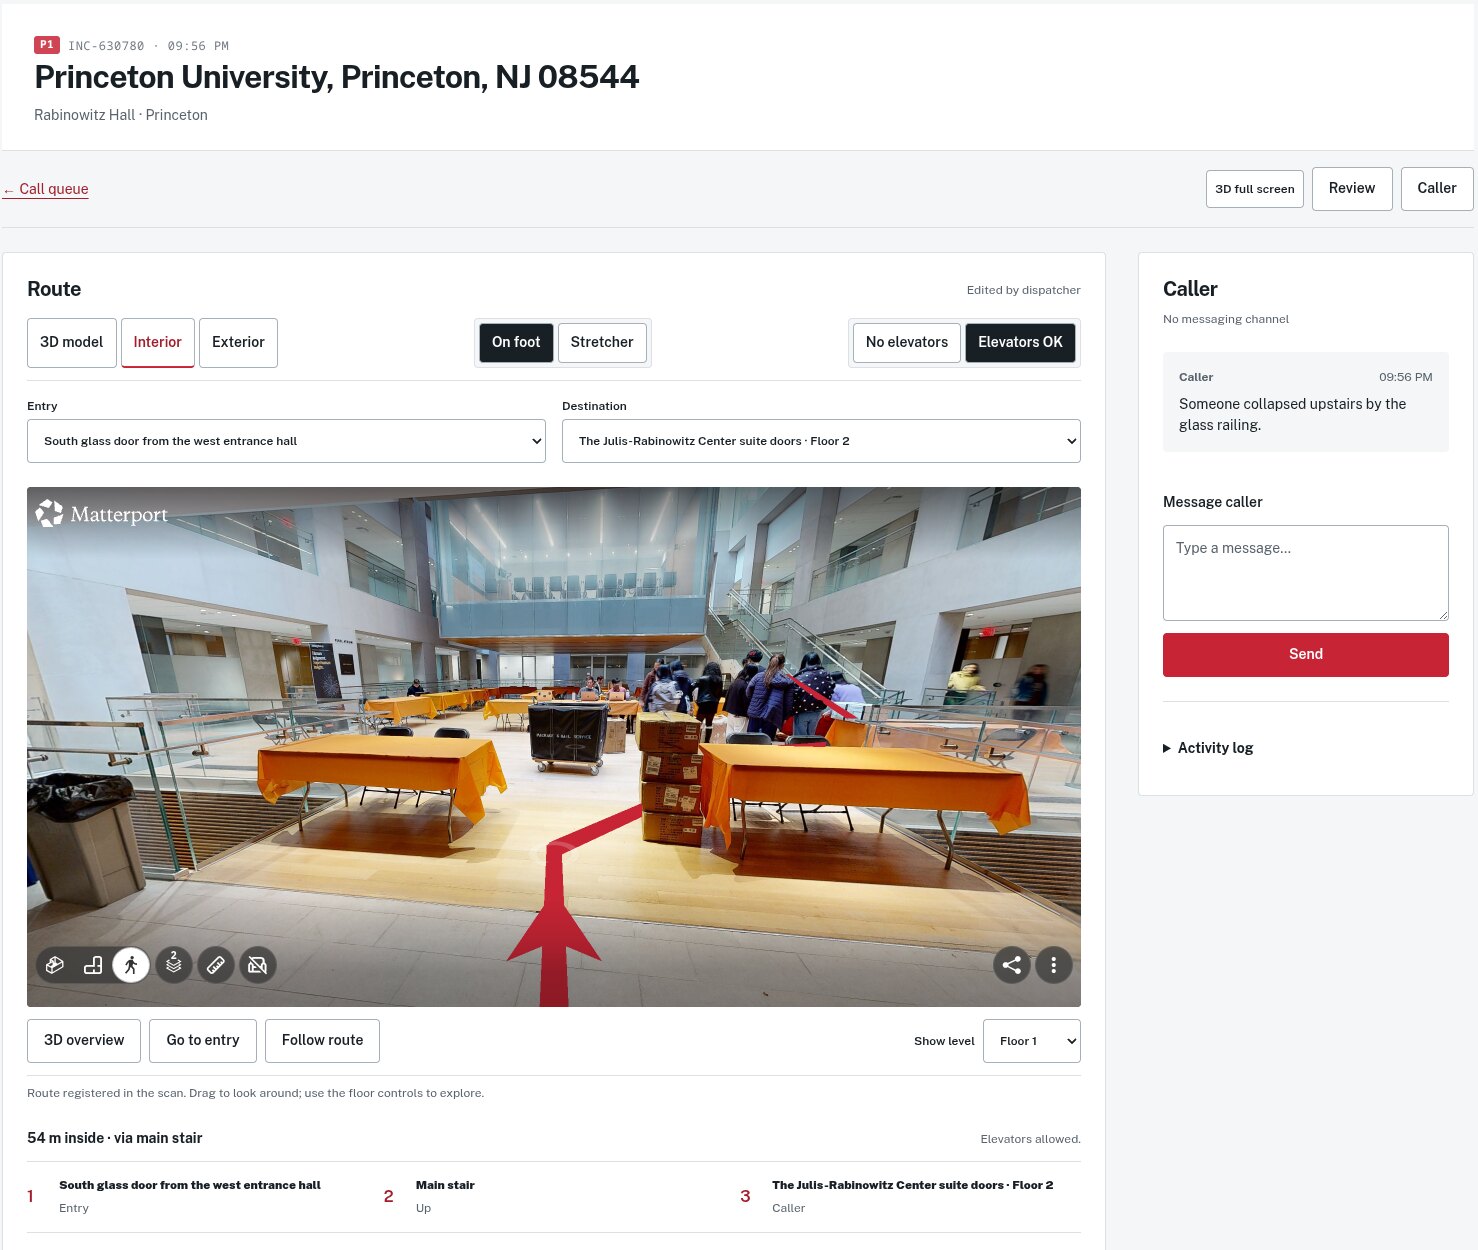 P1 INC-630780 · 09:56 PM
Princeton University, Princeton, NJ 08544
Rabinowitz Hall · Princeton
← Call queue
3D full screen
Review
Caller
Route
Edited by dispatcher
3D model
Interior
Exterior
On foot
Stretcher
No elevators
Elevators OK
Entry
South glass door from the west entrance hall
Destination
The Julis-Rabinowitz Center suite doors · Floor 2
Matterport
PACKAGE & MAIL SERVICE
2
3D overview
Go to entry
Follow route
Show level
Floor 1
Route registered in the scan. Drag to look around; use the floor controls to explore.
54 m inside · via main stair
Elevators allowed.
1
South glass door from the west entrance hall
Entry
2
Main stair
Up
3
The Julis-Rabinowitz Center suite doors · Floor 2
Caller
Caller
No messaging channel
Caller
09:56 PM
Someone collapsed upstairs by the
glass railing.
Message caller
Type a message...
Send
Activity log